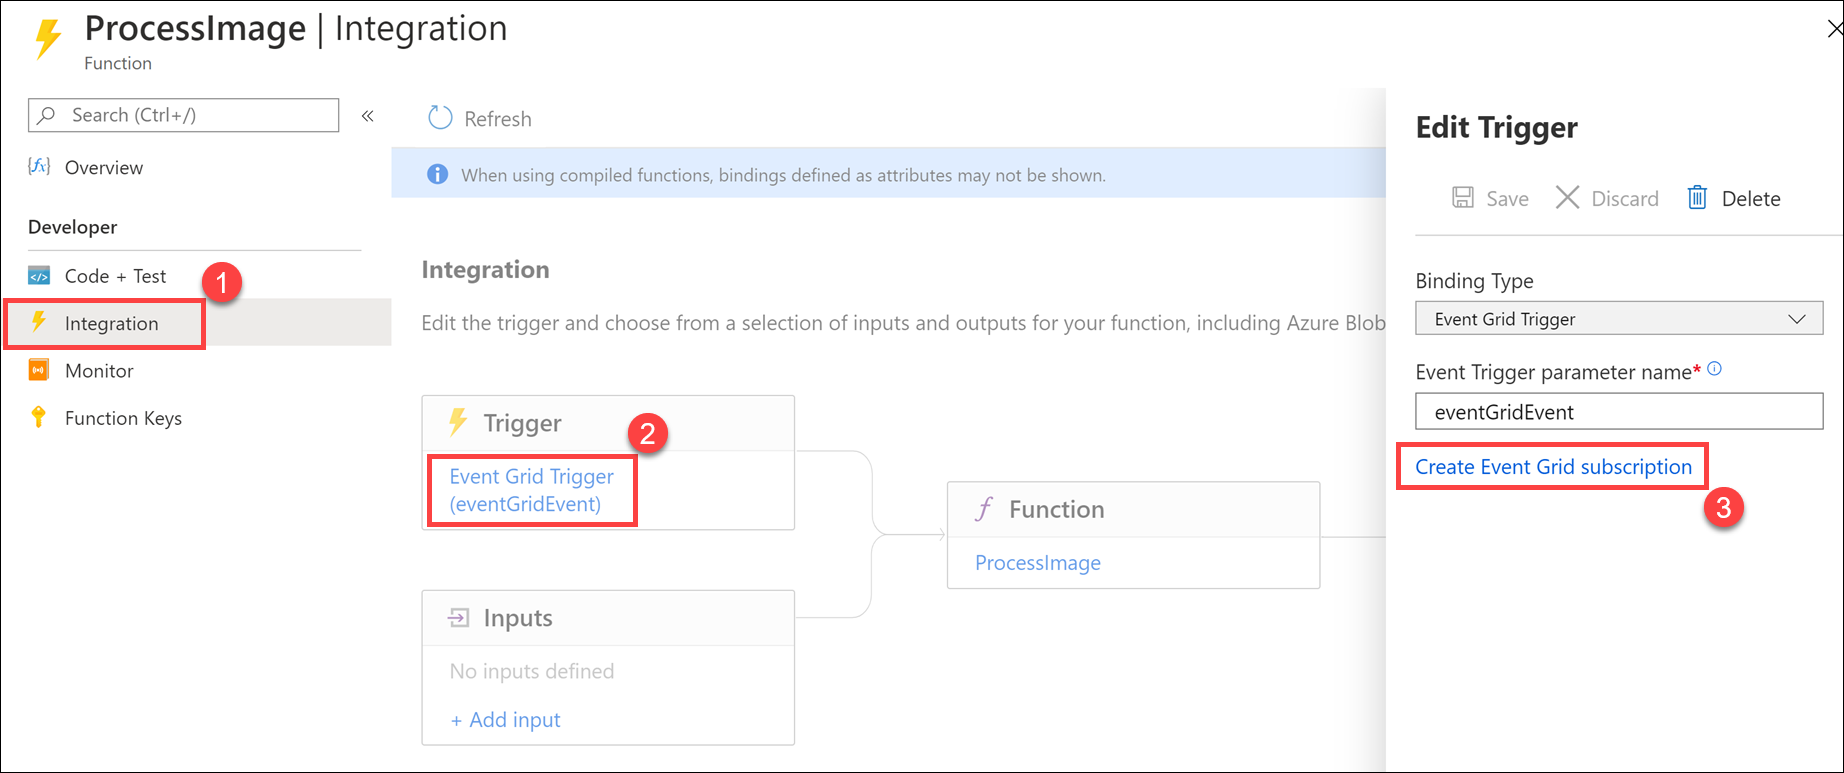 ProcessImage | Integration
Function
Search (Ctrl+/)
«
Overview
Developer
Code + Test
1
Integration
Monitor
Function Keys
Refresh
When using compiled functions, bindings defined as attributes may not be shown.
Integration
Edit the trigger and choose from a selection of inputs and outputs for your function, including Azure Blob
Trigger
2
Event Grid Trigger
(eventGridEvent)
Inputs
No inputs defined
+ Add input
Function
ProcessImage
Edit Trigger
Save
Discard
Delete
Binding Type
Event Grid Trigger
Event Trigger parameter name*
eventGridEvent
Create Event Grid subscription
3